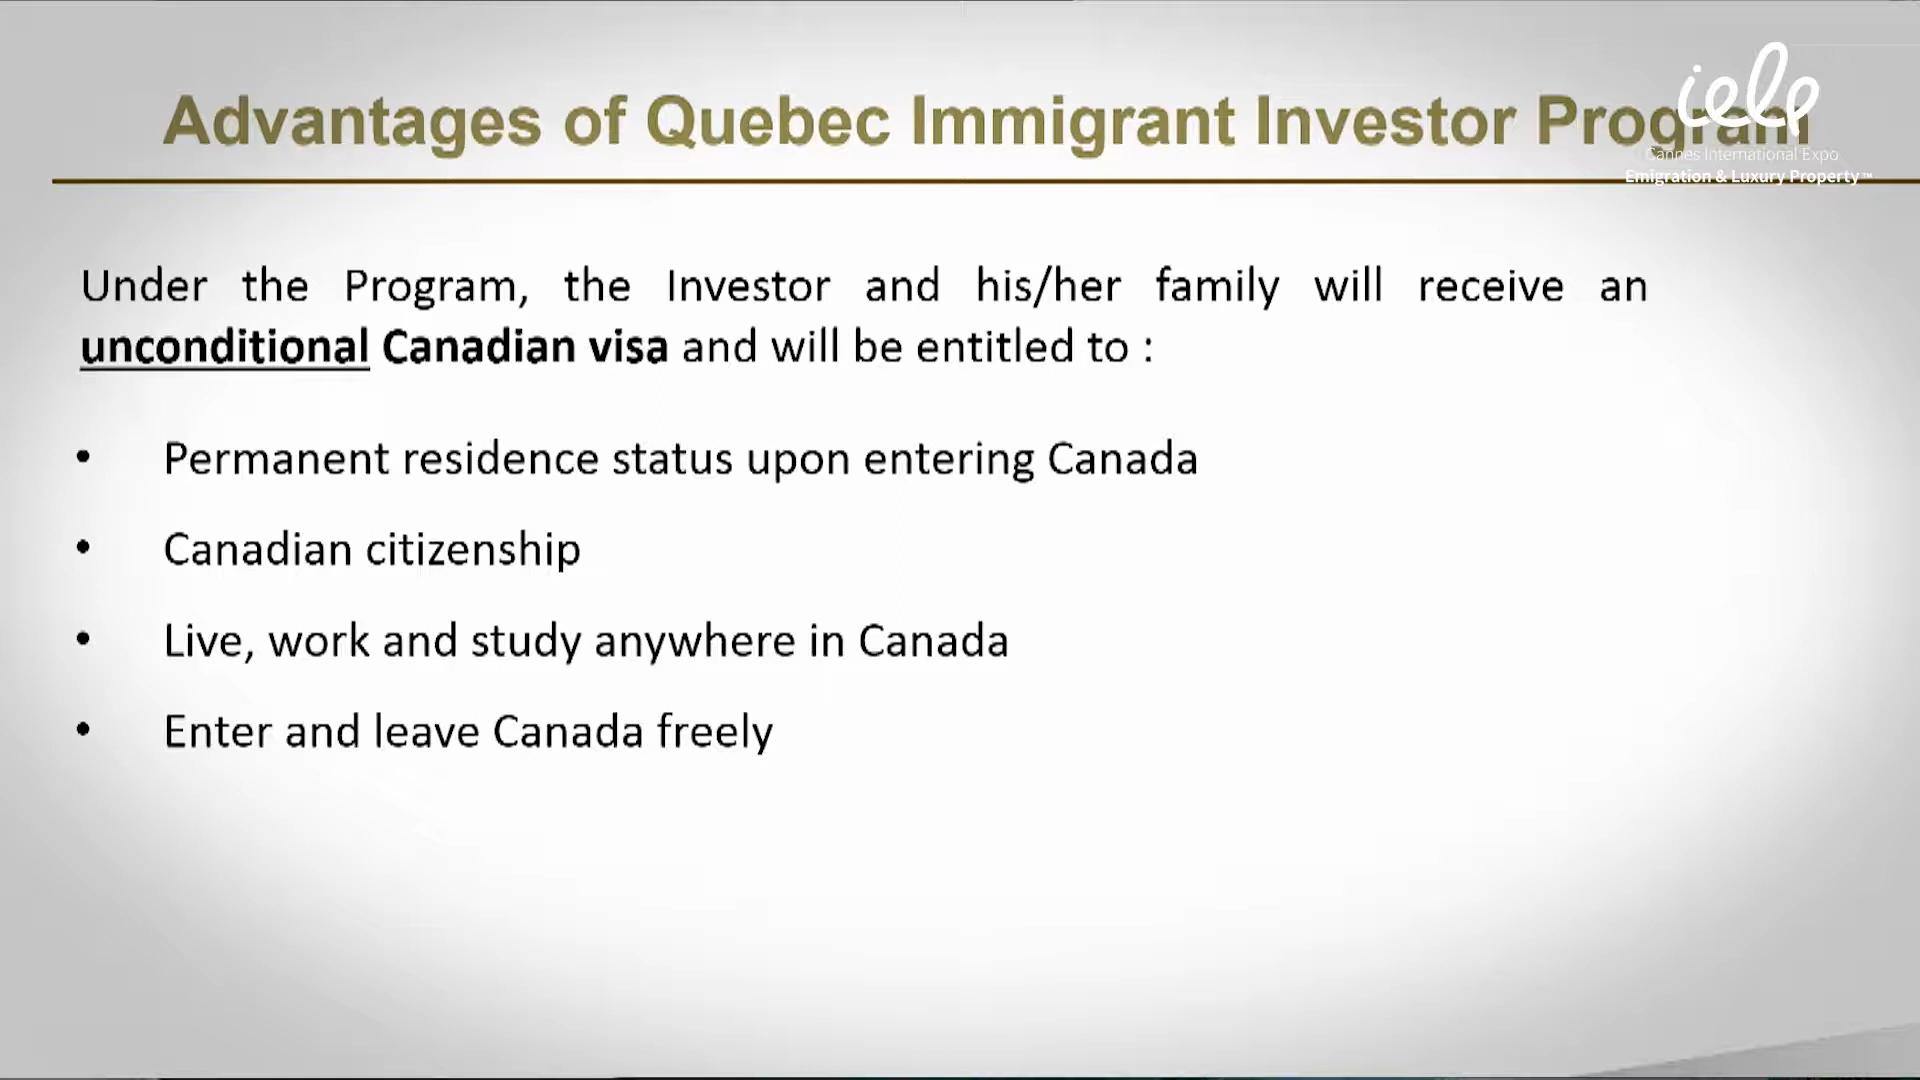 Advantages of Quebec Immigrant Investor Program
ielp
Cannes International Expo
Emigration & Luxury Property™
Under the Program, the Investor and his/her family will receive an
unconditional Canadian visa and will be entitled to :
• Permanent residence status upon entering Canada
• Canadian citizenship
• Live, work and study anywhere in Canada
• Enter and leave Canada freely